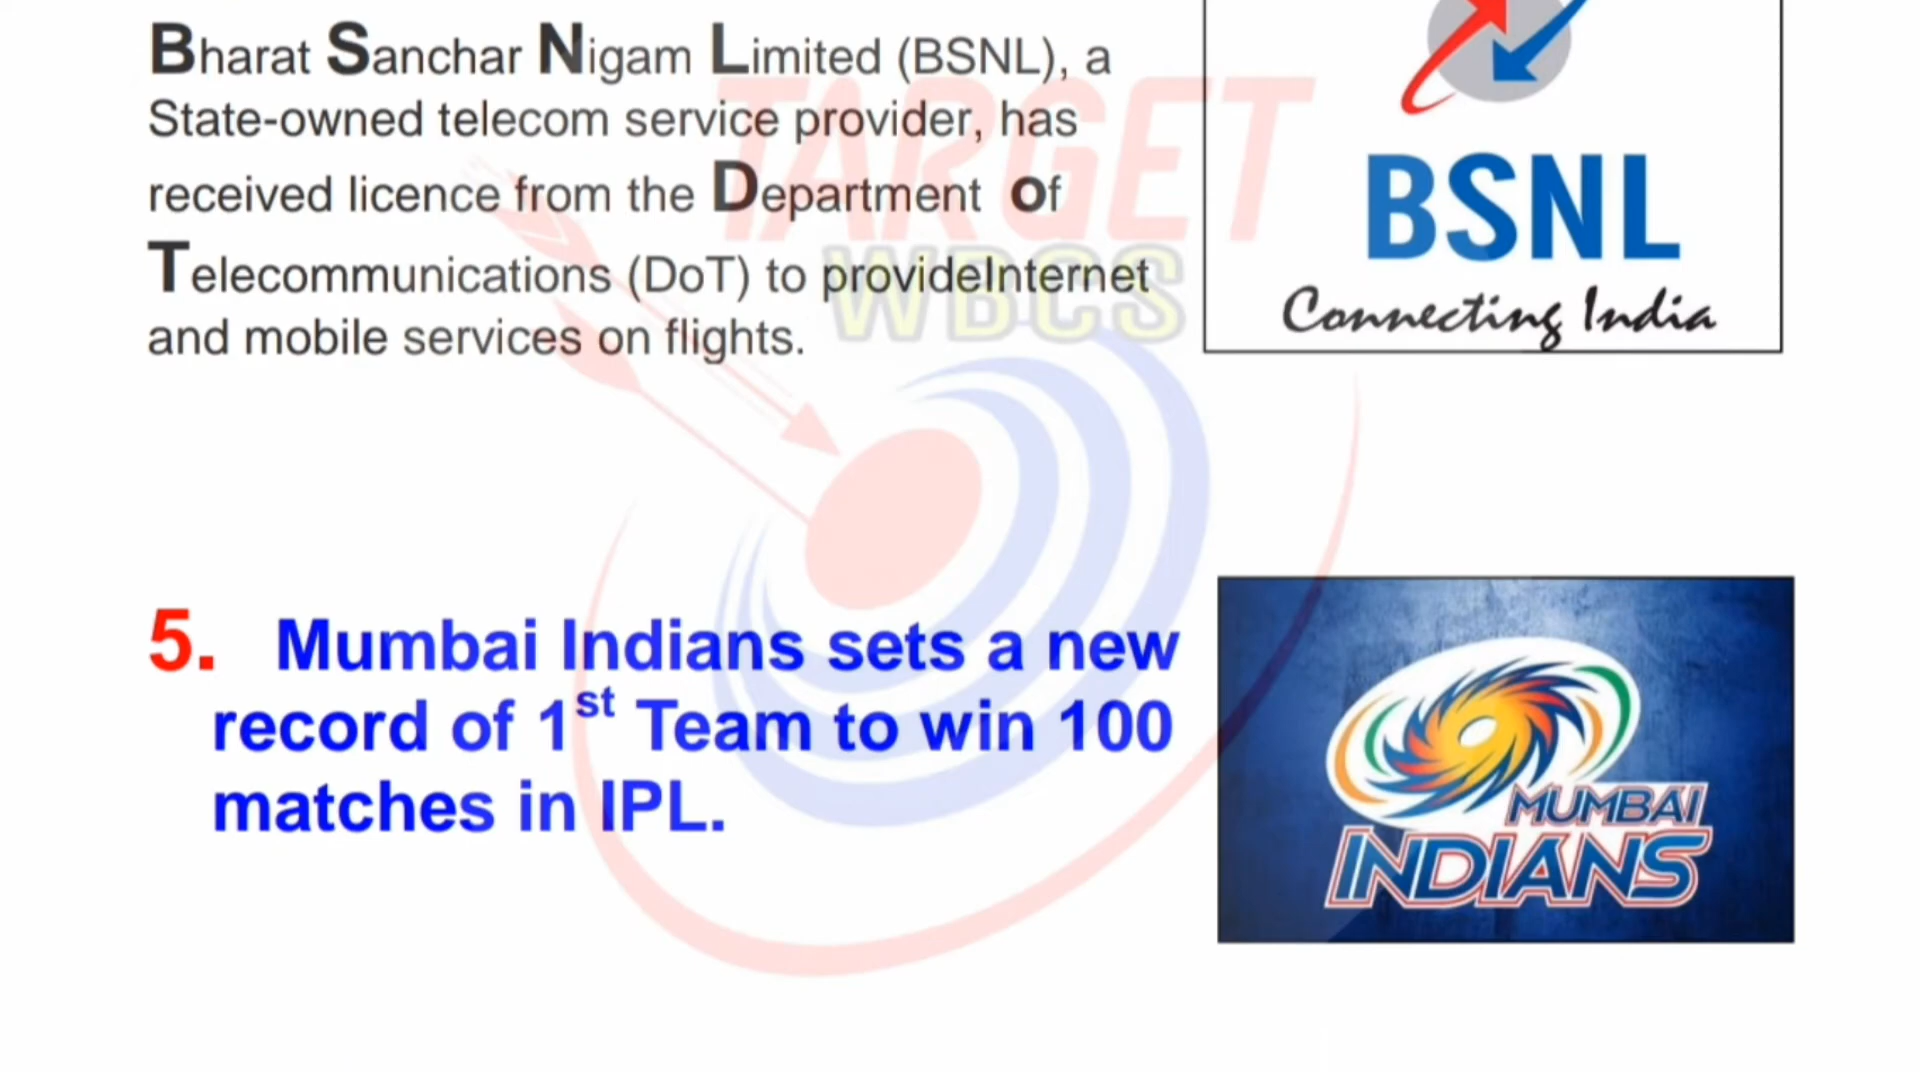 Bharat Sanchar Nigam Limited (BSNL), a
State-owned telecom service provider, has
received licence from the Department of
Telecommunications (DoT) to provideInternet
and mobile services on flights.
BSNL
Connecting India
TARGET
WBCS
5. Mumbai Indians sets a new
record of 1st Team to win 100
matches in IPL.
MUMBAI
INDIANS